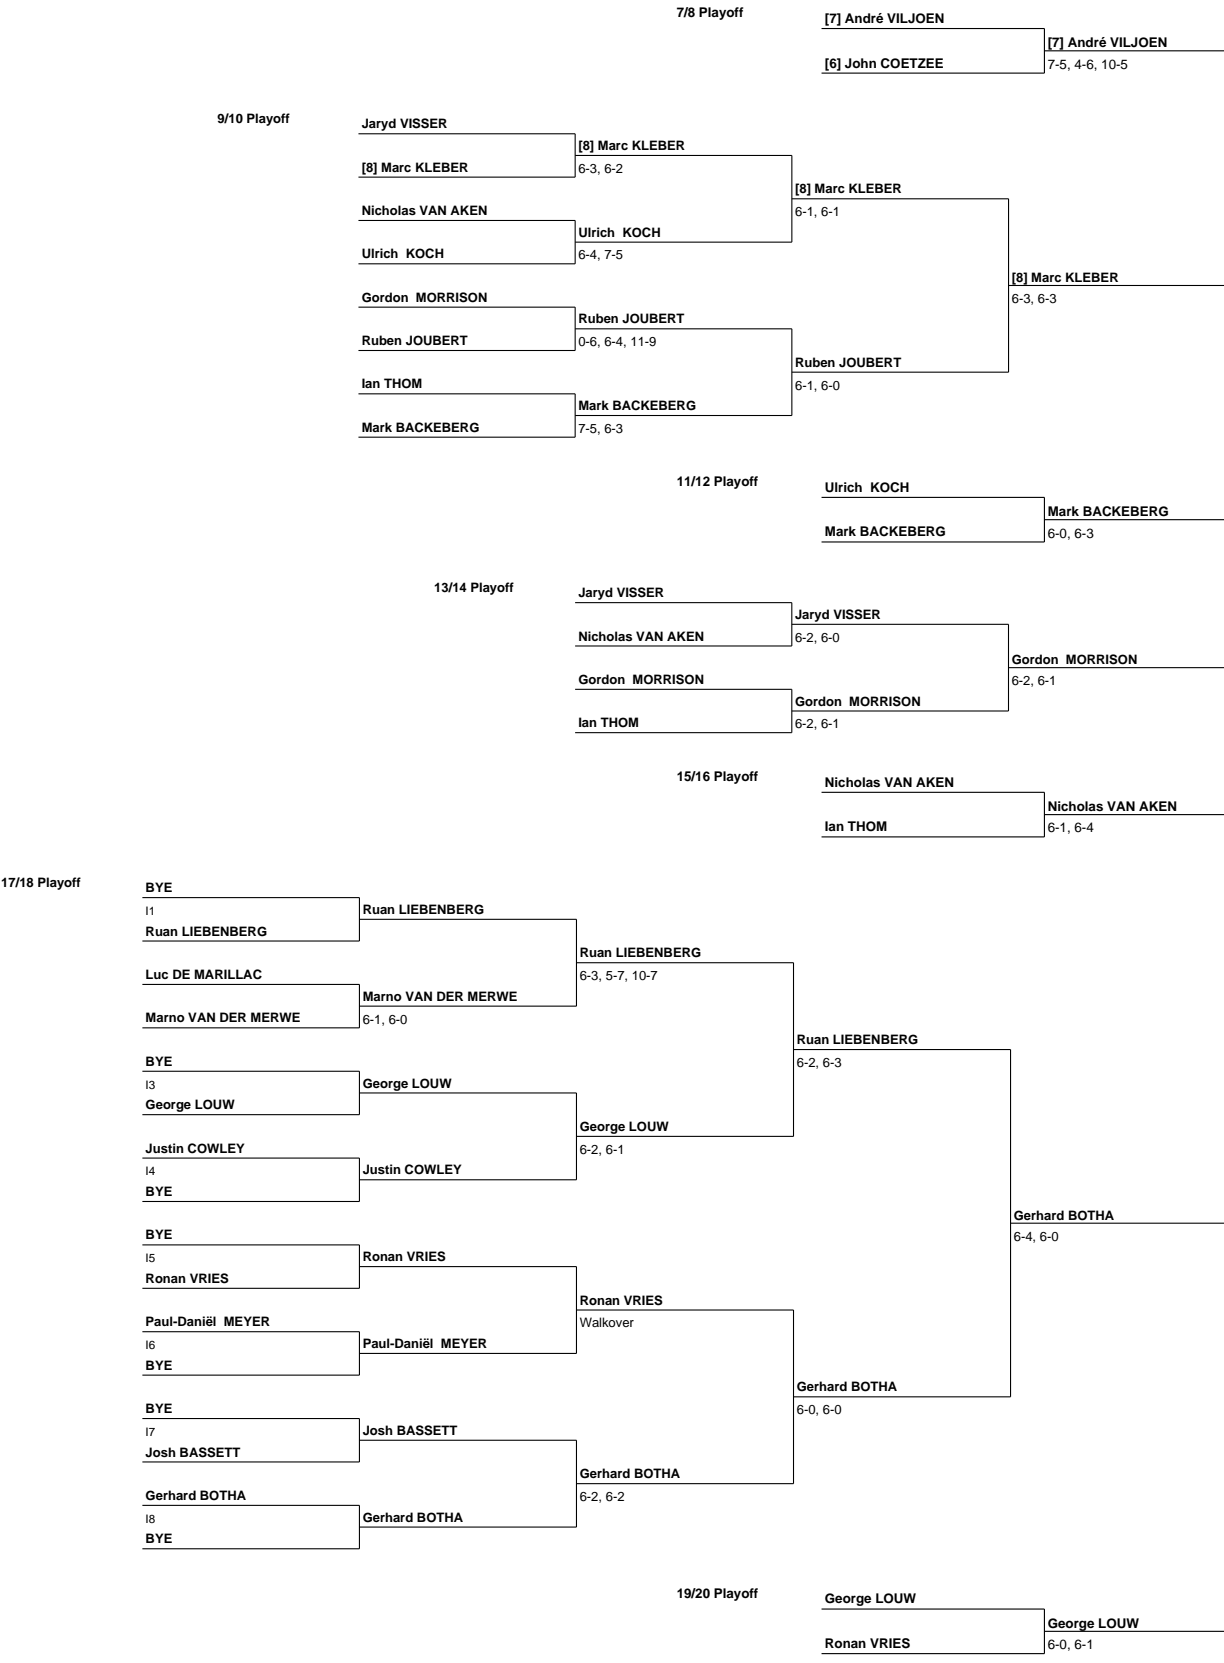 7/8 Playoff
[7] André VILJOEN
[7] André VILJOEN
[6] John COETZEE
7-5, 4-6, 10-5
9/10 Playoff
Jaryd VISSER
[8] Marc KLEBER
[8] Marc KLEBER
6-3, 6-2
[8] Marc KLEBER
Nicholas VAN AKEN
6-1, 6-1
Ulrich KOCH
Ulrich KOCH
6-4, 7-5
[8] Marc KLEBER
Gordon MORRISON
6-3, 6-3
Ruben JOUBERT
Ruben JOUBERT
0-6, 6-4, 11-9
Ruben JOUBERT
Ian THOM
6-1, 6-0
Mark BACKEBERG
Mark BACKEBERG
7-5, 6-3
11/12 Playoff
Ulrich KOCH
Mark BACKEBERG
Mark BACKEBERG
6-0, 6-3
13/14 Playoff
Jaryd VISSER
Jaryd VISSER
Nicholas VAN AKEN
6-2, 6-0
Gordon MORRISON
Gordon MORRISON
6-2, 6-1
Gordon MORRISON
Ian THOM
6-2, 6-1
15/16 Playoff
Nicholas VAN AKEN
Nicholas VAN AKEN
Ian THOM
6-1, 6-4
17/18 Playoff
BYE
I1
Ruan LIEBENBERG
Ruan LIEBENBERG
Ruan LIEBENBERG
Luc DE MARILLAC
6-3, 5-7, 10-7
Marno VAN DER MERWE
Marno VAN DER MERWE
6-1, 6-0
Ruan LIEBENBERG
BYE
6-2, 6-3
I3
George LOUW
George LOUW
George LOUW
Justin COWLEY
6-2, 6-1
I4
Justin COWLEY
BYE
Gerhard BOTHA
BYE
6-4, 6-0
I5
Ronan VRIES
Ronan VRIES
Ronan VRIES
Paul-Daniël MEYER
Walkover
I6
Paul-Daniël MEYER
BYE
Gerhard BOTHA
BYE
6-0, 6-0
I7
Josh BASSETT
Josh BASSETT
Gerhard BOTHA
Gerhard BOTHA
6-2, 6-2
I8
Gerhard BOTHA
BYE
19/20 Playoff
George LOUW
George LOUW
Ronan VRIES
6-0, 6-1